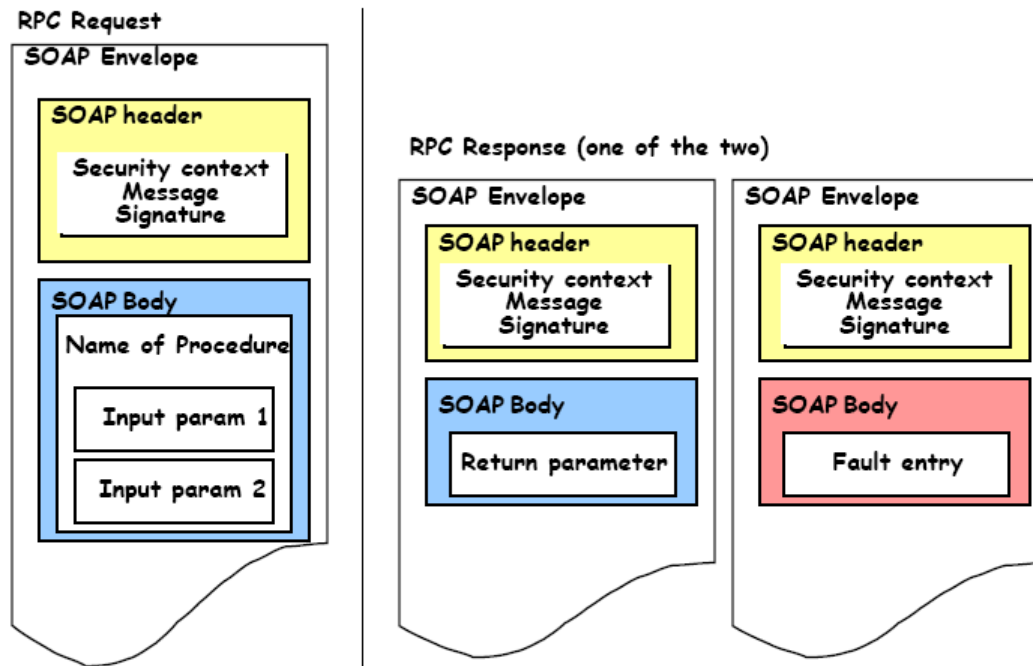 RPC Request
SOAP Envelope
SOAP header
Security context
Message
Signature
SOAP Body
Name of Procedure
Input param 1
Input param 2
RPC Response (one of the two)
SOAP Envelope
SOAP header
Security context
Message
Signature
SOAP Body
Return parameter
SOAP Envelope
SOAP header
Security context
Message
Signature
SOAP Body
Fault entry